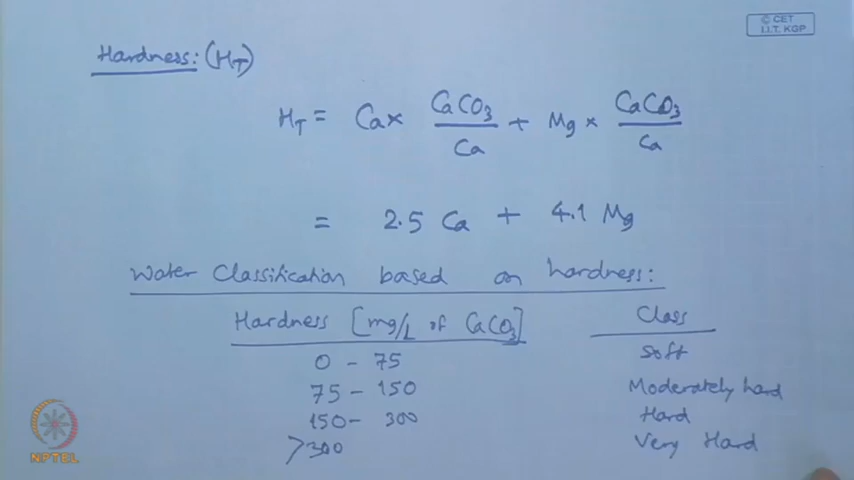 © CET
I.I.T. KGP
Hardness: (H_T)
H_T = Ca × CaCO3/Ca + Mg × CaCO3/Ca
= 2.5 Ca + 4.1 Mg
Water Classification based on hardness:
Hardness [mg/L of CaCO3] Class
0 - 75 Soft
75 - 150 Moderately hard
150 - 300 Hard
>300 Very Hard
NPTEL